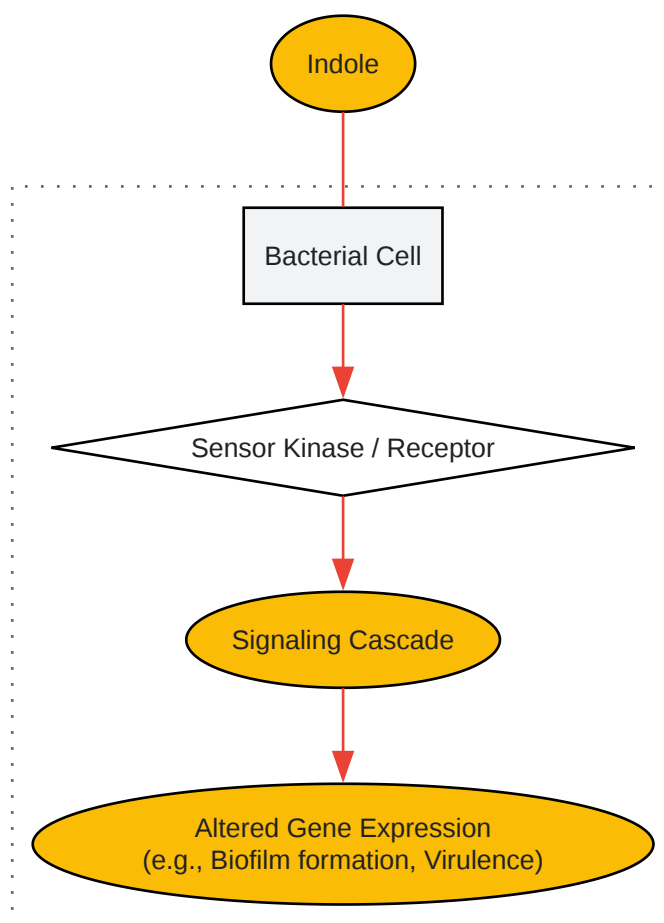 Indole
Bacterial Cell
Sensor Kinase / Receptor
Signaling Cascade
Altered Gene Expression
(e.g., Biofilm formation, Virulence)